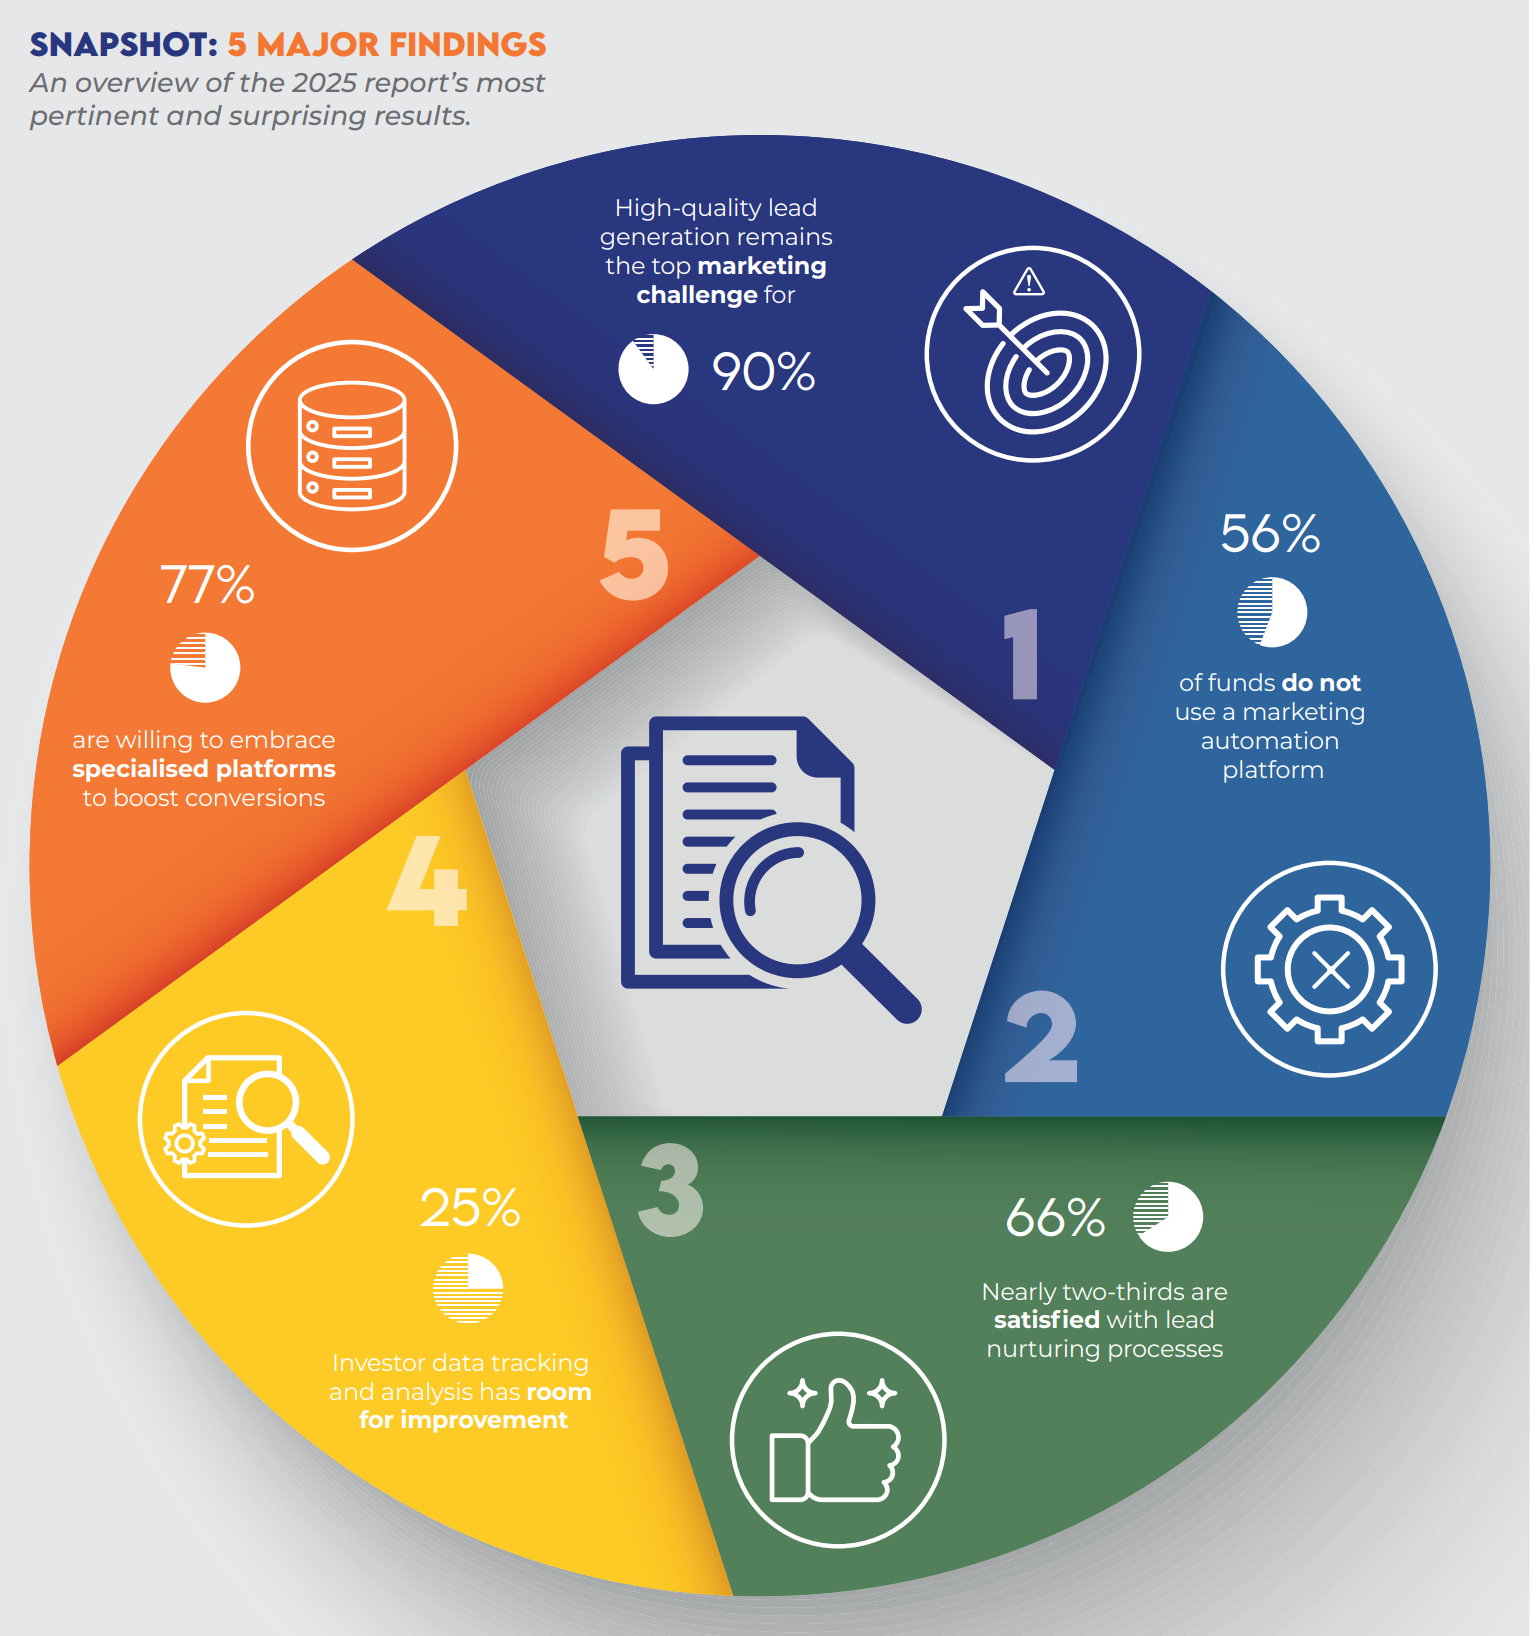 SNAPSHOT: 5 MAJOR FINDINGS
An overview of the 2025 report's most
pertinent and surprising results.
High-quality lead
generation remains
the top marketing
challenge for
90%
1
56%
of funds do not
use a marketing
automation
platform
2
3
66%
Nearly two-thirds are
satisfied with lead
nurturing processes
4
25%
Investor data tracking
and analysis has room
for improvement
5
77%
are willing to embrace
specialised platforms
to boost conversions